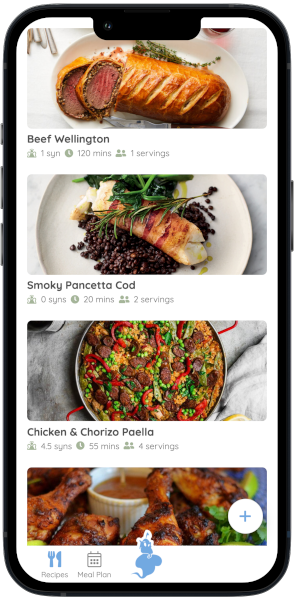 Beef Wellington
1 syn 120 mins 1 servings
Smoky Pancetta Cod
0 syns 20 mins 2 servings
Chicken & Chorizo Paella
4.5 syns 55 mins 4 servings
+
Recipes Meal Plan